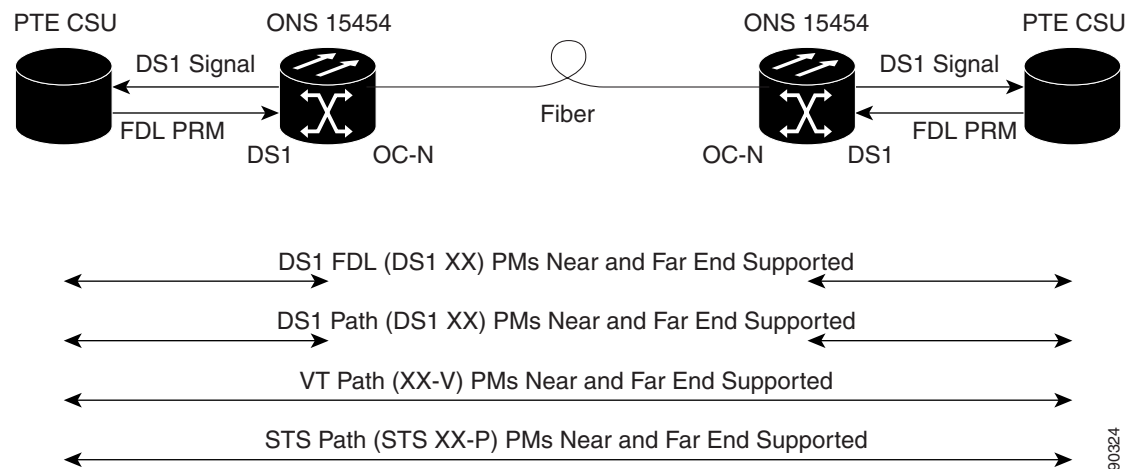 PTE CSU
ONS 15454
ONS 15454
PTE CSU
DS1 Signal
DS1 Signal
FDL PRM
Fiber
FDL PRM
DS1
OC-N
OC-N
DS1
DS1 FDL (DS1 XX) PMs Near and Far End Supported
DS1 Path (DS1 XX) PMs Near and Far End Supported
VT Path (XX-V) PMs Near and Far End Supported
STS Path (STS XX-P) PMs Near and Far End Supported
90324